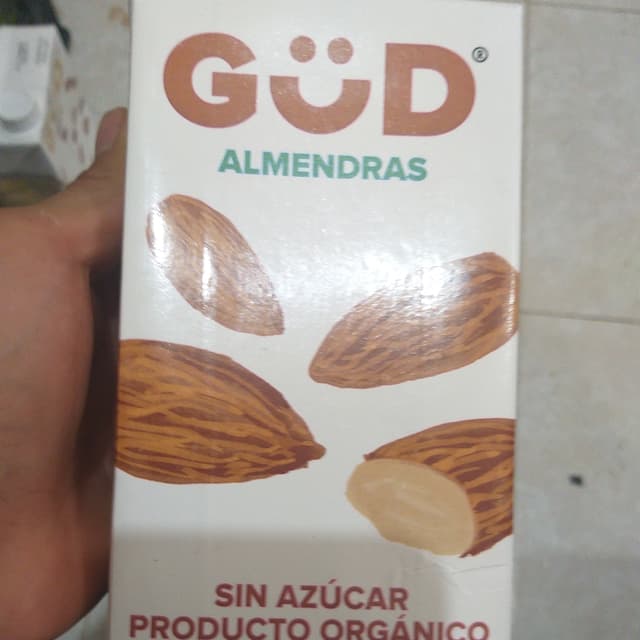 GÜD®
ALMENDRAS
SIN AZÚCAR
PRODUCTO ORGÁNICO